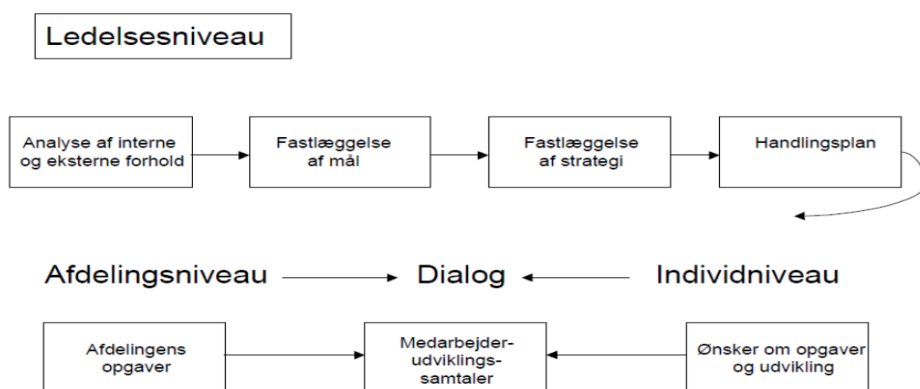 Ledelsesniveau
Analyse af interne
og eksterne forhold
Fastlæggelse
af mål
Fastlæggelse
af strategi
Handlingsplan
Afdelingsniveau
Dialog
Individniveau
Afdelingens
opgaver
Medarbejder-
udviklings-
samtaler
Ønsker om opgaver
og udvikling